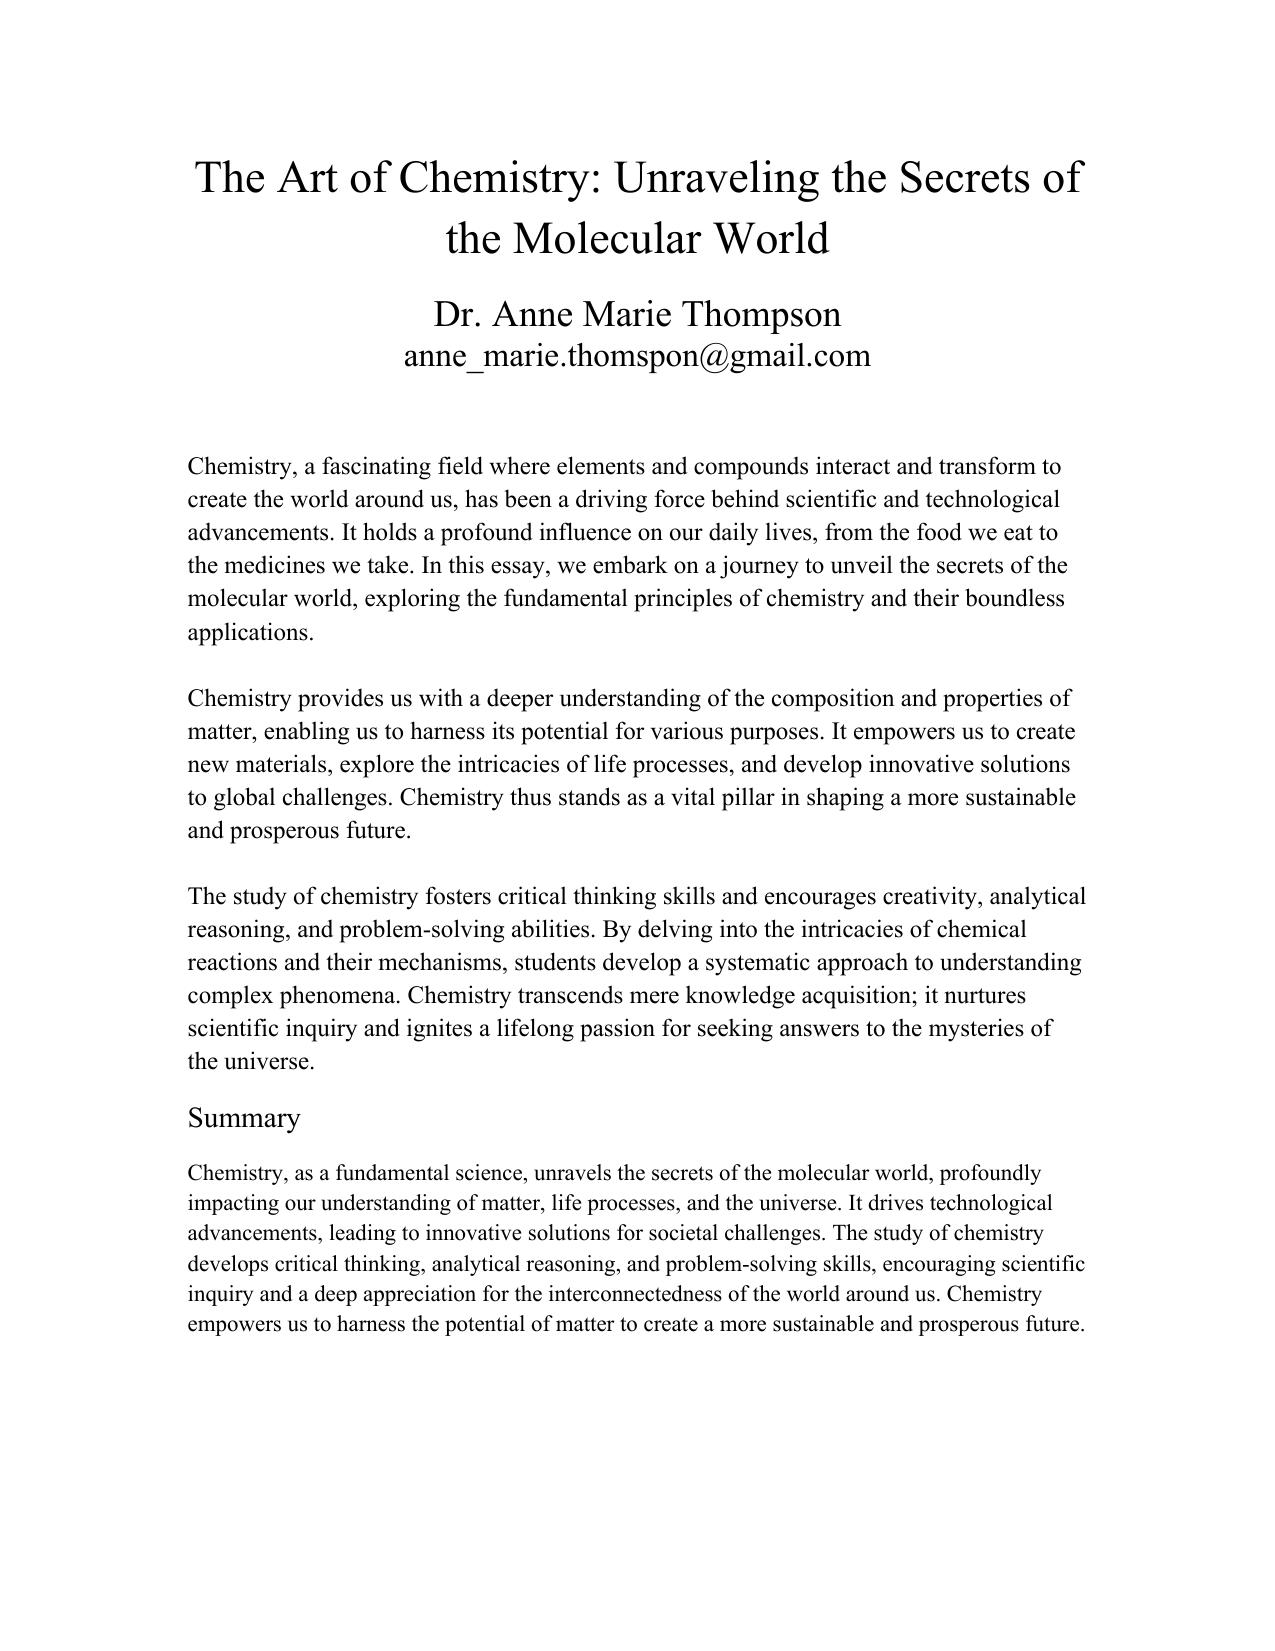 The Art of Chemistry: Unraveling the Secrets of
the Molecular World
Dr. Anne Marie Thompson
anne_marie.thomspon@gmail.com
Chemistry, a fascinating field where elements and compounds interact and transform to
create the world around us, has been a driving force behind scientific and technological
advancements. It holds a profound influence on our daily lives, from the food we eat to
the medicines we take. In this essay, we embark on a journey to unveil the secrets of the
molecular world, exploring the fundamental principles of chemistry and their boundless
applications.
Chemistry provides us with a deeper understanding of the composition and properties of
matter, enabling us to harness its potential for various purposes. It empowers us to create
new materials, explore the intricacies of life processes, and develop innovative solutions
to global challenges. Chemistry thus stands as a vital pillar in shaping a more sustainable
and prosperous future.
The study of chemistry fosters critical thinking skills and encourages creativity, analytical
reasoning, and problem-solving abilities. By delving into the intricacies of chemical
reactions and their mechanisms, students develop a systematic approach to understanding
complex phenomena. Chemistry transcends mere knowledge acquisition; it nurtures
scientific inquiry and ignites a lifelong passion for seeking answers to the mysteries of
the universe.
Summary
Chemistry, as a fundamental science, unravels the secrets of the molecular world, profoundly
impacting our understanding of matter, life processes, and the universe. It drives technological
advancements, leading to innovative solutions for societal challenges. The study of chemistry
develops critical thinking, analytical reasoning, and problem-solving skills, encouraging scientific
inquiry and a deep appreciation for the interconnectedness of the world around us. Chemistry
empowers us to harness the potential of matter to create a more sustainable and prosperous future.